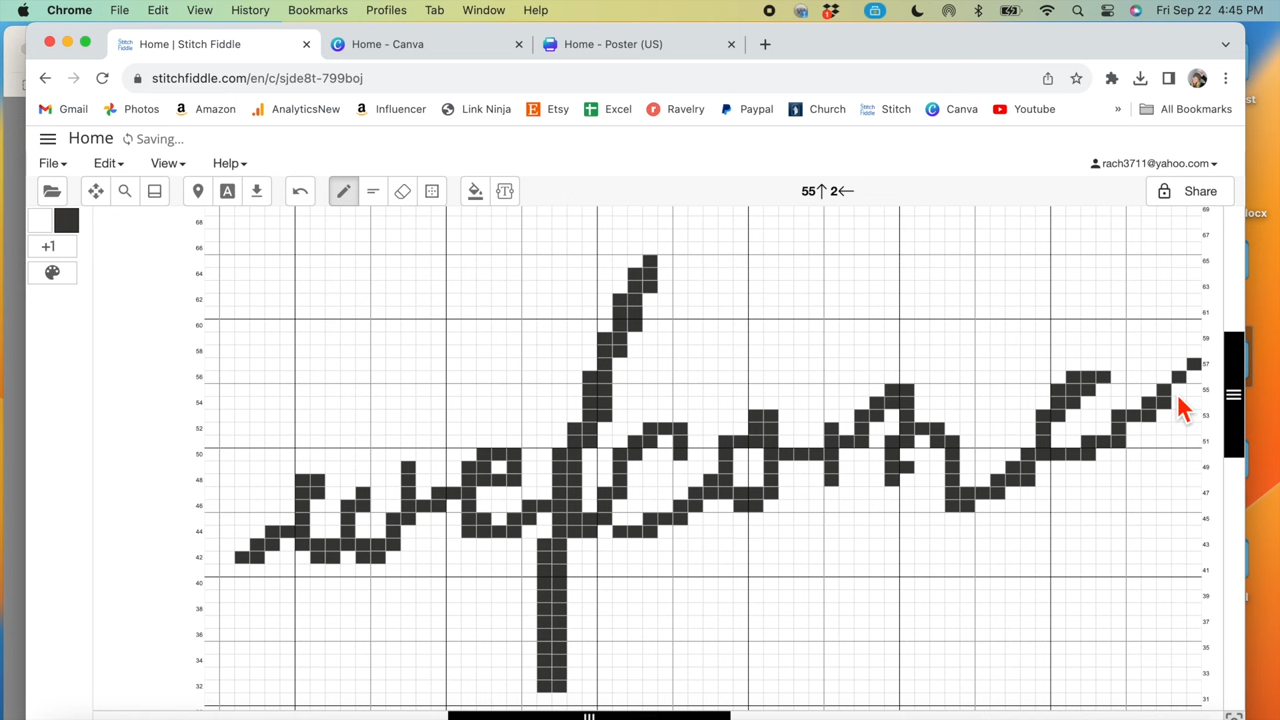 Chrome File Edit View History Bookmarks Profiles Tab Window Help Fri Sep 22 4:45 PM
Home | Stitch Fiddle Home - Canva Home - Poster (US)
stitchfiddle.com/en/c/sjde8t-799boj
Gmail Photos Amazon AnalyticsNew Influencer Link Ninja Etsy Excel Ravelry Paypal Church Stitch Canva Youtube » All Bookmarks
Home Saving...
File Edit View Help rach3711@yahoo.com
55↑ 2← Share
+1
68 69
66 67
64 65
62 63
60 61
58 59
56 57
54 55
52 53
50 51
48 49
46 47
44 45
42 43
40 41
38 39
36 37
34 35
32 33
31
welcome
st
ocx